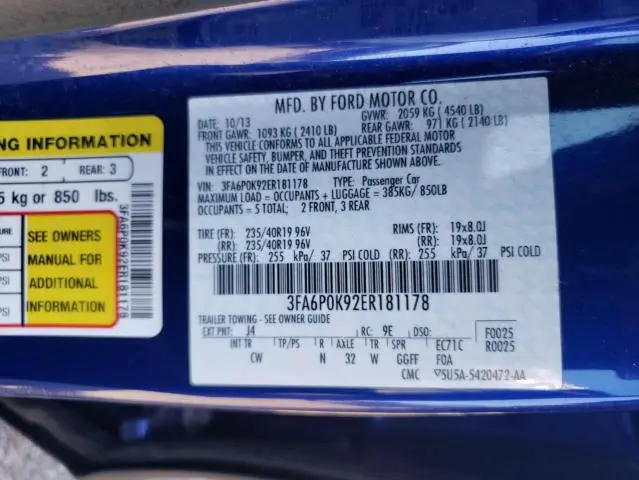 NG INFORMATION
FRONT: 2 REAR: 3
5 kg or 850 lbs.
SEE OWNERS
MANUAL FOR
ADDITIONAL
INFORMATION
PSI
PSI
3FA6P0K92ER181178
MFD. BY FORD MOTOR CO.
DATE: 10/13 GVWR: 2059 KG ( 4540 LB)
FRONT GAWR: 1093 KG ( 2410 LB) REAR GAWR: 971 KG ( 2140 LB)
THIS VEHICLE CONFORMS TO ALL APPLICABLE FEDERAL MOTOR
VEHICLE SAFETY, BUMPER, AND THEFT PREVENTION STANDARDS
IN EFFECT ON THE DATE OF MANUFACTURE SHOWN ABOVE.
VIN: 3FA6P0K92ER181178 TYPE: Passenger Car
MAXIMUM LOAD = OCCUPANTS + LUGGAGE = 385KG/ 850LB
OCCUPANTS = 5 TOTAL; 2 FRONT, 3 REAR
TIRE (FR): 235/40R19 96V RIMS (FR): 19x8.0J
(RR): 235/40R19 96V (RR): 19x8.0J
PRESSURE (FR): 255 kPa/ 37 PSI COLD (RR): 255 kPa/ 37 PSI COLD
3FA6P0K92ER181178
TRAILER TOWING - SEE OWNER GUIDE
EXT PNT: J4 RC: 9E DSO: F0025
INT TR TP/PS R AXLE TR SPR EC71C R0025
CW N 32 W GGFF F0A
CMC 5U5A-5420472-AA